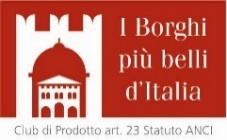 I Borghi
più belli
d'Italia
Club di Prodotto art. 23 Statuto ANCI